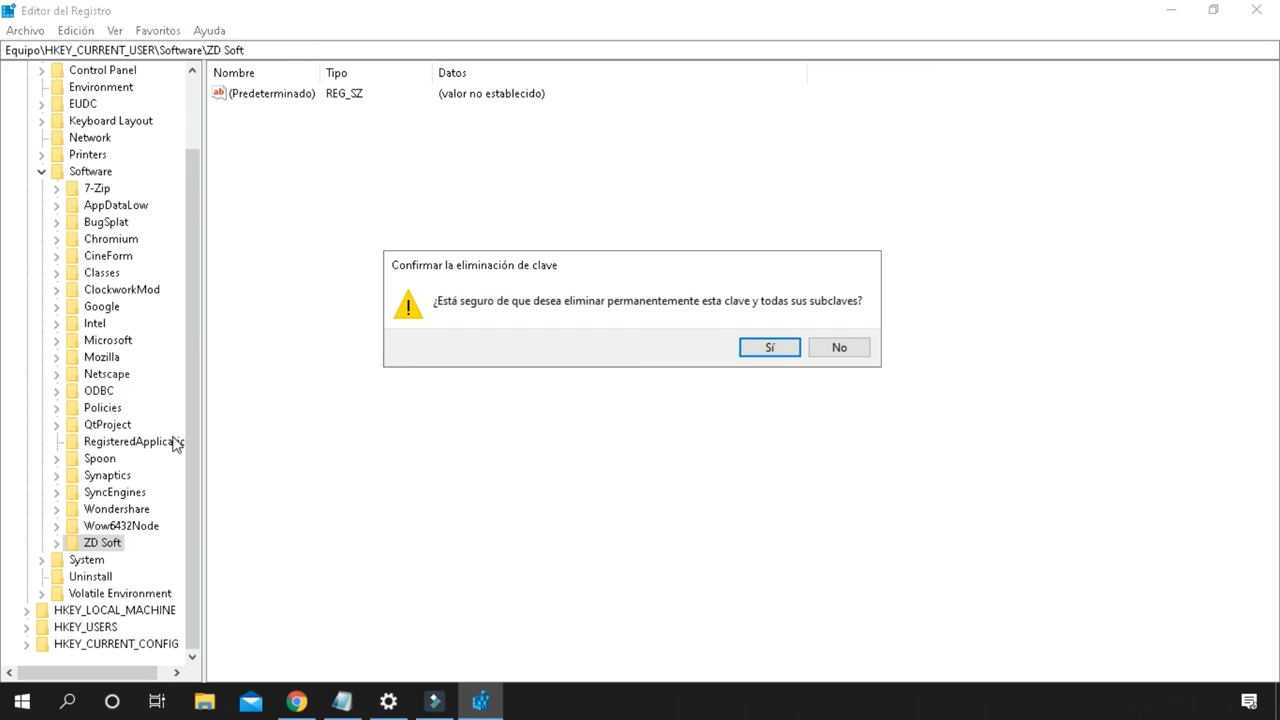 Editor del Registro
Archivo Edición Ver Favoritos Ayuda
Equipo\HKEY_CURRENT_USER\Software\ZD Soft
Control Panel
Environment
EUDC
Keyboard Layout
Network
Printers
Software
7-Zip
AppDataLow
BugSplat
Chromium
CineForm
Classes
ClockworkMod
Google
Intel
Microsoft
Mozilla
Netscape
ODBC
Policies
QtProject
Spoon
Synaptics
SyncEngines
Wondershare
Wow6432Node
ZD Soft
System
Uninstall
Volatile Environment
HKEY_LOCAL_MACHINE
HKEY_USERS
HKEY_CURRENT_CONFIG
Nombre Tipo Datos
ab (Predeterminado) REG_SZ (valor no establecido)
Confirmar la eliminación de clave
¿Está seguro de que desea eliminar permanentemente esta clave y todas sus subclaves?
Sí No